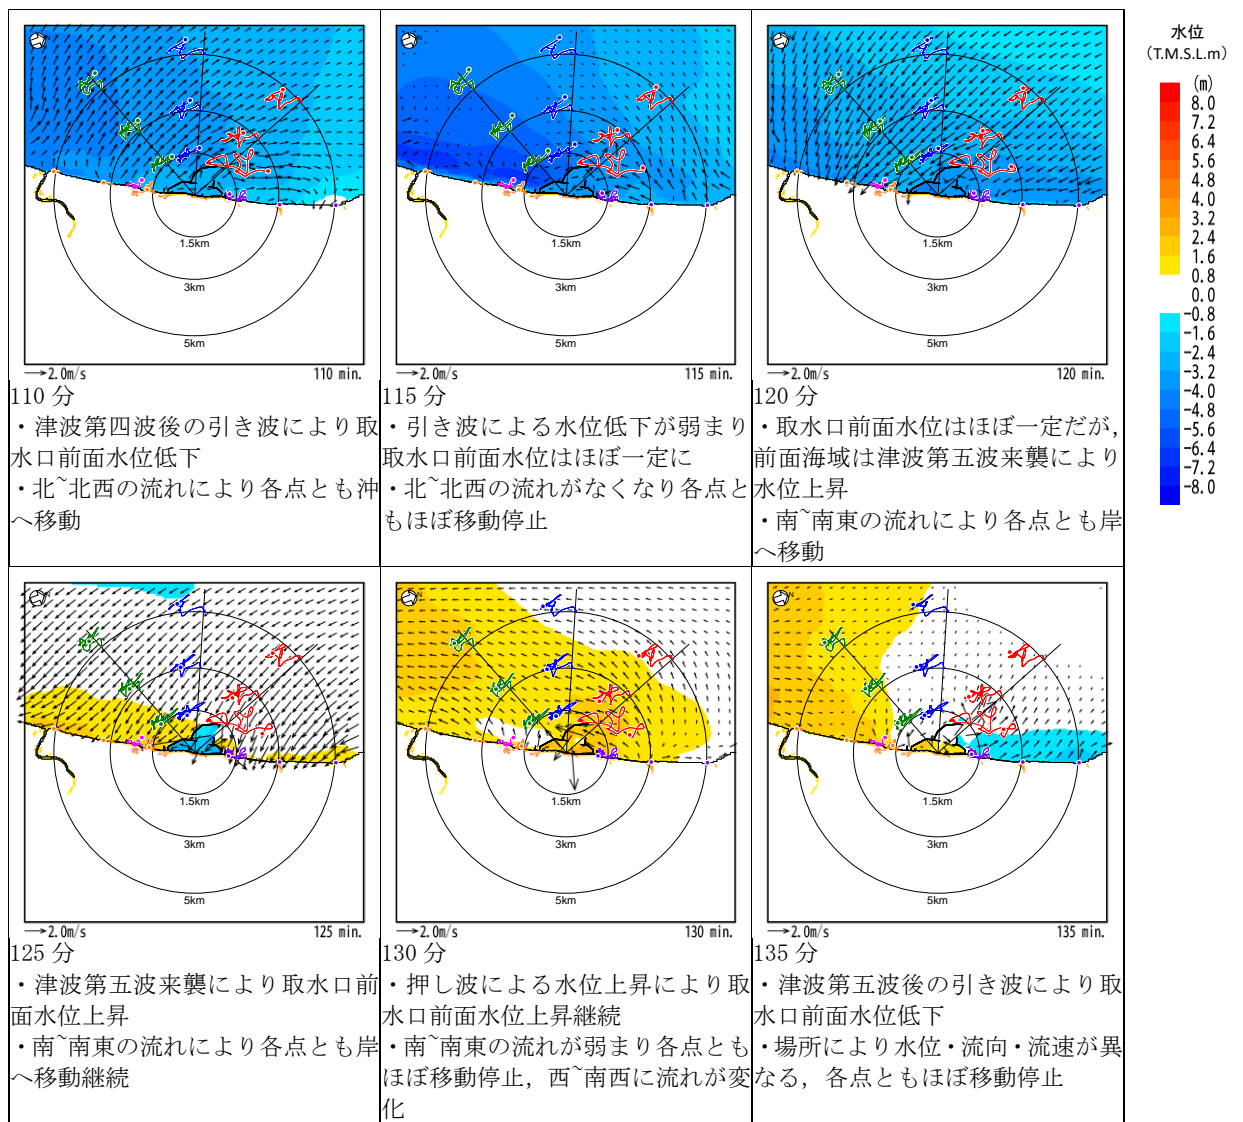 水位
(T.M.S.L.m)
(m)
8.0
7.2
6.4
5.6
4.8
4.0
3.2
2.4
1.6
0.8
0.0
-0.8
-1.6
-2.4
-3.2
-4.0
-4.8
-5.6
-6.4
-7.2
-8.0
N
1.5km
3km
5km
2.0m/s
110 min.
110 分
・津波第四波後の引き波により取
水口前面水位低下
・北~北西の流れにより各点とも沖
へ移動
N
1.5km
3km
5km
2.0m/s
115 min.
115 分
・引き波による水位低下が弱まり
取水口前面水位はほぼ一定に
・北~北西の流れがなくなり各点と
もほぼ移動停止
N
1.5km
3km
5km
2.0m/s
120 min.
120 分
・取水口前面水位はほぼ一定だが,
前面海域は津波第五波来襲により
水位上昇
・南~南東の流れにより各点とも岸
へ移動
N
1.5km
3km
5km
2.0m/s
125 min.
125 分
・津波第五波来襲により取水口前
面水位上昇
・南~南東の流れにより各点とも岸
へ移動継続
N
1.5km
3km
5km
2.0m/s
130 min.
130 分
・押し波による水位上昇により取
水口前面水位上昇継続
・南~南東の流れが弱まり各点とも
ほぼ移動停止, 西~南西に流れが変
化
N
1.5km
3km
5km
2.0m/s
135 min.
135 分
・津波第五波後の引き波により取
水口前面水位低下
・場所により水位・流向・流速が異
なる, 各点ともほぼ移動停止